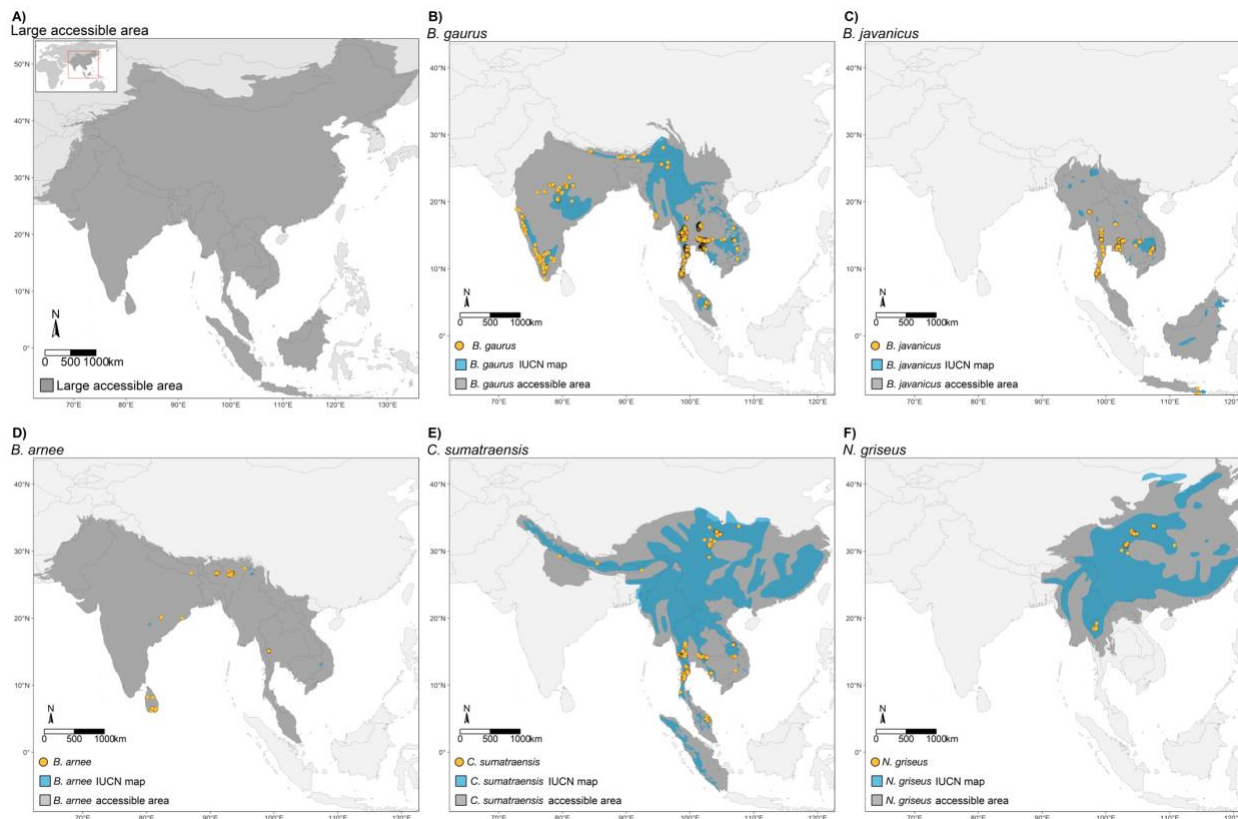 A)
Large accessible area
50°N
40°N
30°N
20°N
10°N
0°
N
0 500 1000km
Large accessible area
70°E 80°E 90°E 100°E 110°E 120°E 130°E
B)
B. gaurus
40°N
30°N
20°N
10°N
0°
N
0 500 1000km
B. gaurus
B. gaurus IUCN map
B. gaurus accessible area
70°E 80°E 90°E 100°E 110°E 120°E
C)
B. javanicus
40°N
30°N
20°N
10°N
0°
N
0 500 1000km
B. javanicus
B. javanicus IUCN map
B. javanicus accessible area
70°E 80°E 90°E 100°E 110°E 120°E
D)
B. arnee
40°N
30°N
20°N
10°N
0°
N
0 500 1000km
B. arnee
B. arnee IUCN map
B. arnee accessible area
70°E 80°E 90°E 100°E 110°E 120°E
E)
C. sumatraensis
40°N
30°N
20°N
10°N
0°
N
0 500 1000km
C. sumatraensis
C. sumatraensis IUCN map
C. sumatraensis accessible area
70°E 80°E 90°E 100°E 110°E 120°E
F)
N. griseus
40°N
30°N
20°N
10°N
0°
N
0 500 1000km
N. griseus
N. griseus IUCN map
N. griseus accessible area
70°E 80°E 90°E 100°E 110°E 120°E